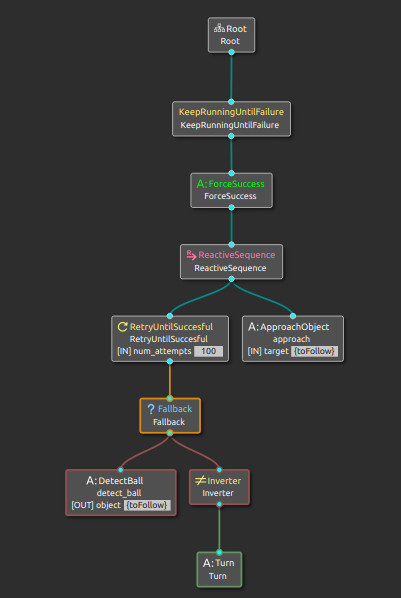 Root
Root
KeepRunningUntilFailure
KeepRunningUntilFailure
A: ForceSuccess
ForceSuccess
ReactiveSequence
ReactiveSequence
RetryUntilSuccesful
RetryUntilSuccesful
[IN] num_attempts 100
A: ApproachObject
approach
[IN] target {toFollow}
? Fallback
Fallback
A: DetectBall
detect_ball
[OUT] object {toFollow}
≠ Inverter
Inverter
A: Turn
Turn